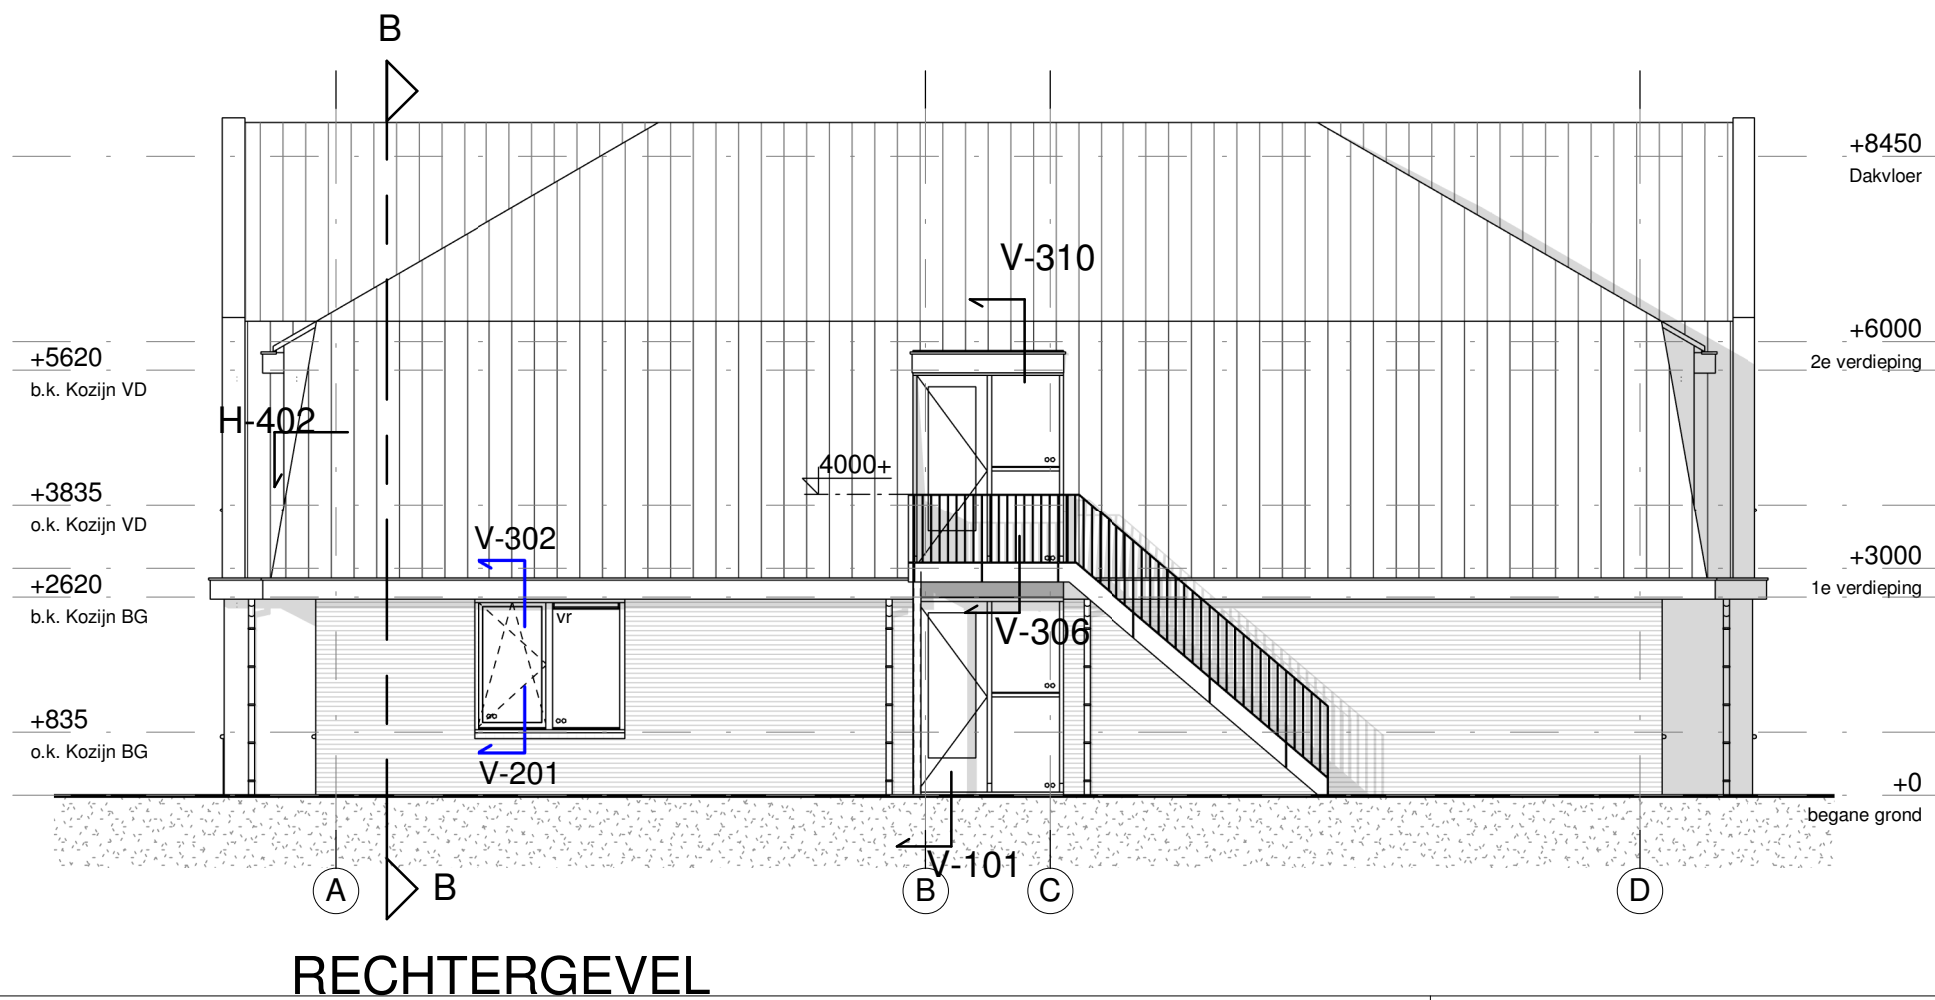 B
+8450
Dakvloer
V-310
+6000
2e verdieping
+5620
b.k. Kozijn VD
H-402
4000+
+3835
o.k. Kozijn VD
V-302
+3000
1e verdieping
+2620
b.k. Kozijn BG
vr
V-306
+835
o.k. Kozijn BG
V-201
+0
begane grond
V-101
A
B
B
C
D
RECHTERGEVEL